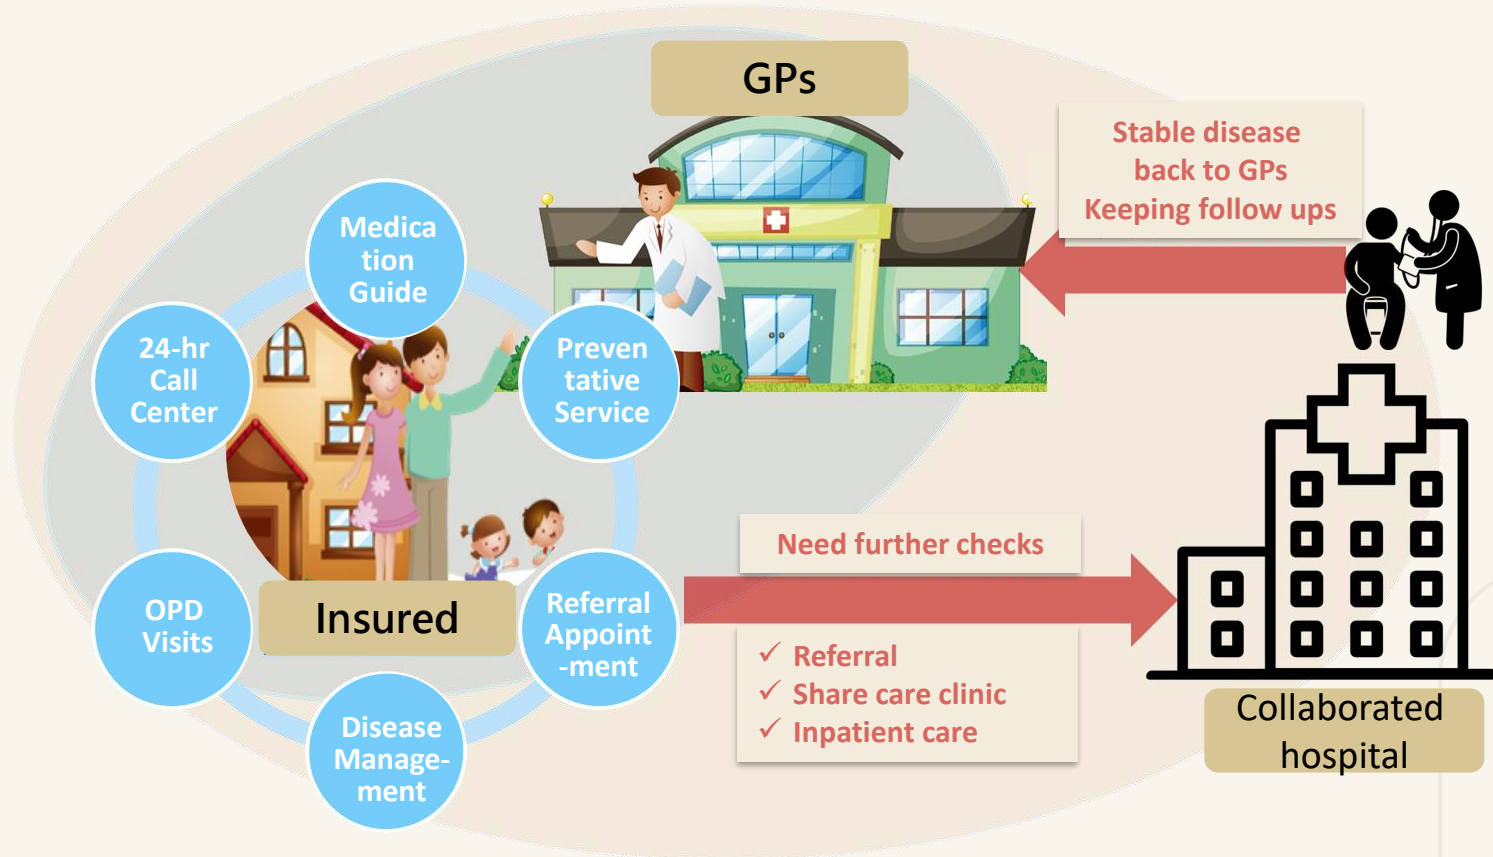 GPs
Stable disease
back to GPs
Keeping follow ups
Medica
tion
Guide
24-hr
Call
Center
Preven
tative
Service
OPD
Visits
Insured
Referral
Appoint
-ment
Disease
Manage-
ment
Need further checks
✓ Referral
✓ Share care clinic
✓ Inpatient care
Collaborated
hospital